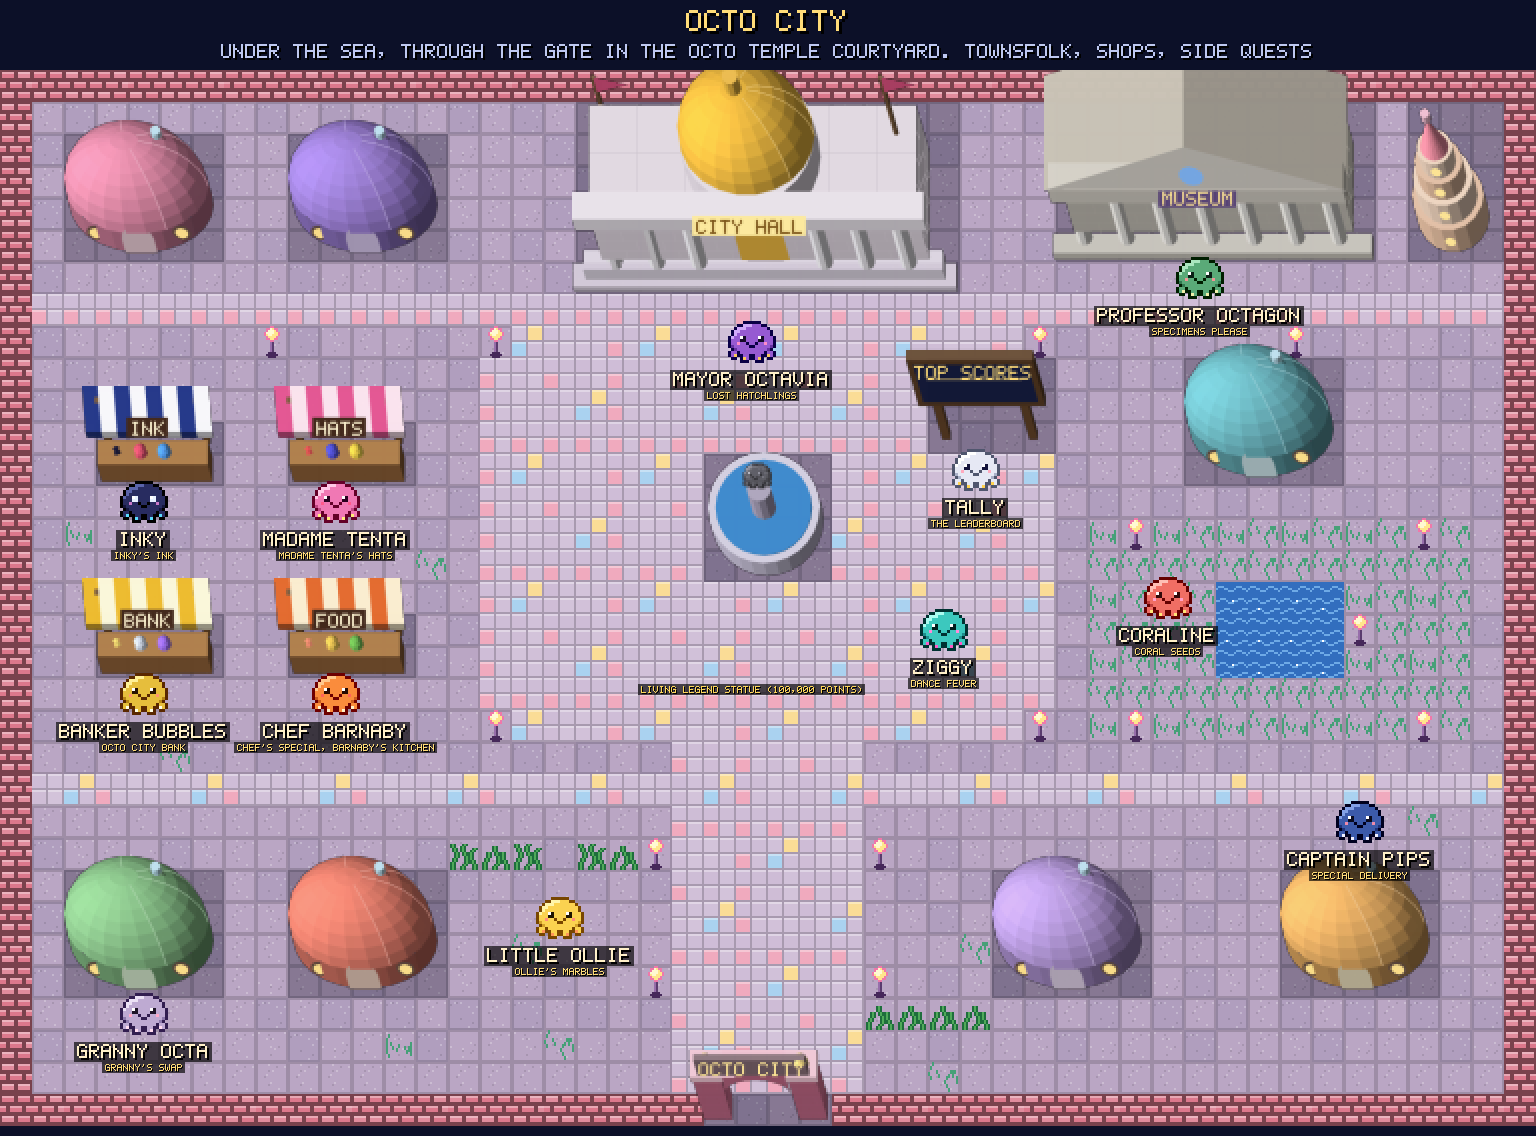 OCTO CITY
UNDER THE SEA, THROUGH THE GATE IN THE OCTO TEMPLE COURTYARD. TOWNSFOLK, SHOPS, SIDE QUESTS
CITY HALL
MUSEUM
PROFESSOR OCTAGON
SPECIMENS PLEASE
MAYOR OCTAVIA
LOST HATCHLINGS
TOP SCORES
INK
HATS
TALLY
THE LEADERBOARD
INKY
INKY'S INK
MADAME TENTA
MADAME TENTA'S HATS
BANK
FOOD
CORALINE
CORAL SEEDS
ZIGGY
DANCE FEVER
LIVING LEGEND STATUE (100,000 POINTS)
BANKER BUBBLES
OCTO CITY BANK
CHEF BARNABY
CHEF'S SPECIAL, BARNABY'S KITCHEN
CAPTAIN PIPS
SPECIAL DELIVERY
LITTLE OLLIE
OLLIE'S MARBLES
GRANNY OCTA
GRANNY'S SWAP
OCTO CITY